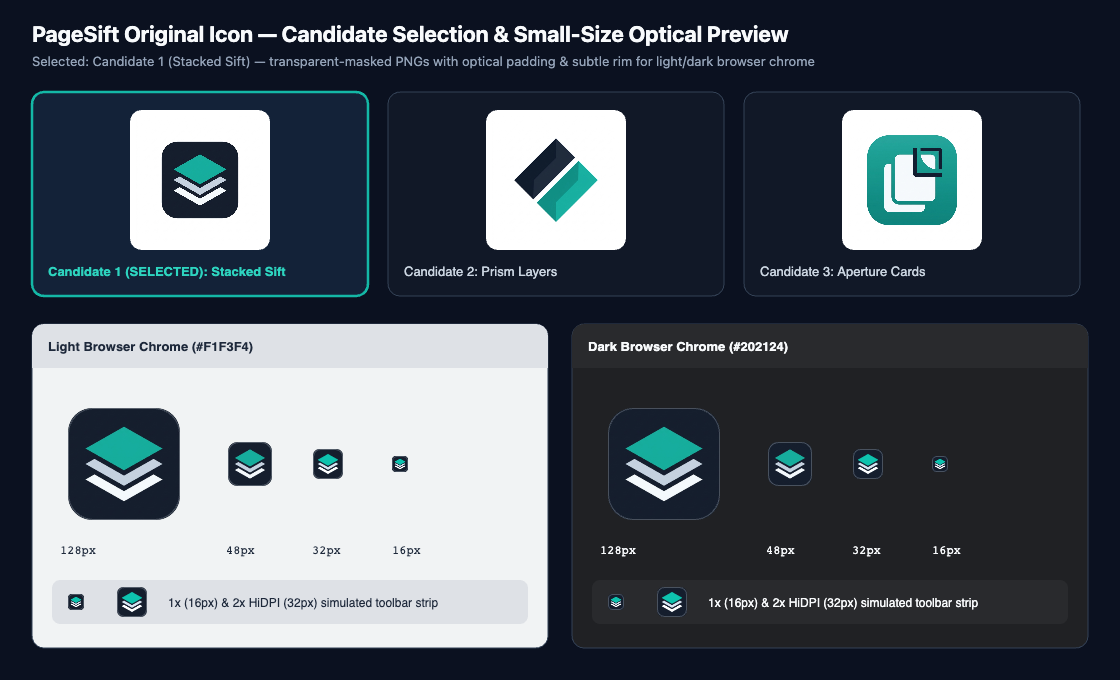 PageSift Original Icon — Candidate Selection & Small-Size Optical Preview
Selected: Candidate 1 (Stacked Sift) — transparent-masked PNGs with optical padding & subtle rim for light/dark browser chrome
Candidate 1 (SELECTED): Stacked Sift
Candidate 2: Prism Layers
Candidate 3: Aperture Cards
Light Browser Chrome (#F1F3F4)
128px
48px
32px
16px
1x (16px) & 2x HiDPI (32px) simulated toolbar strip
Dark Browser Chrome (#202124)
128px
48px
32px
16px
1x (16px) & 2x HiDPI (32px) simulated toolbar strip